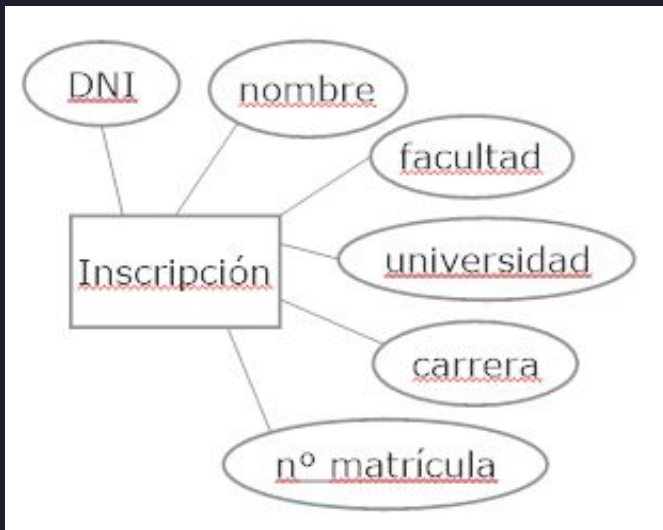 DNI
nombre
facultad
Inscripción
universidad
carrera
nº matrícula